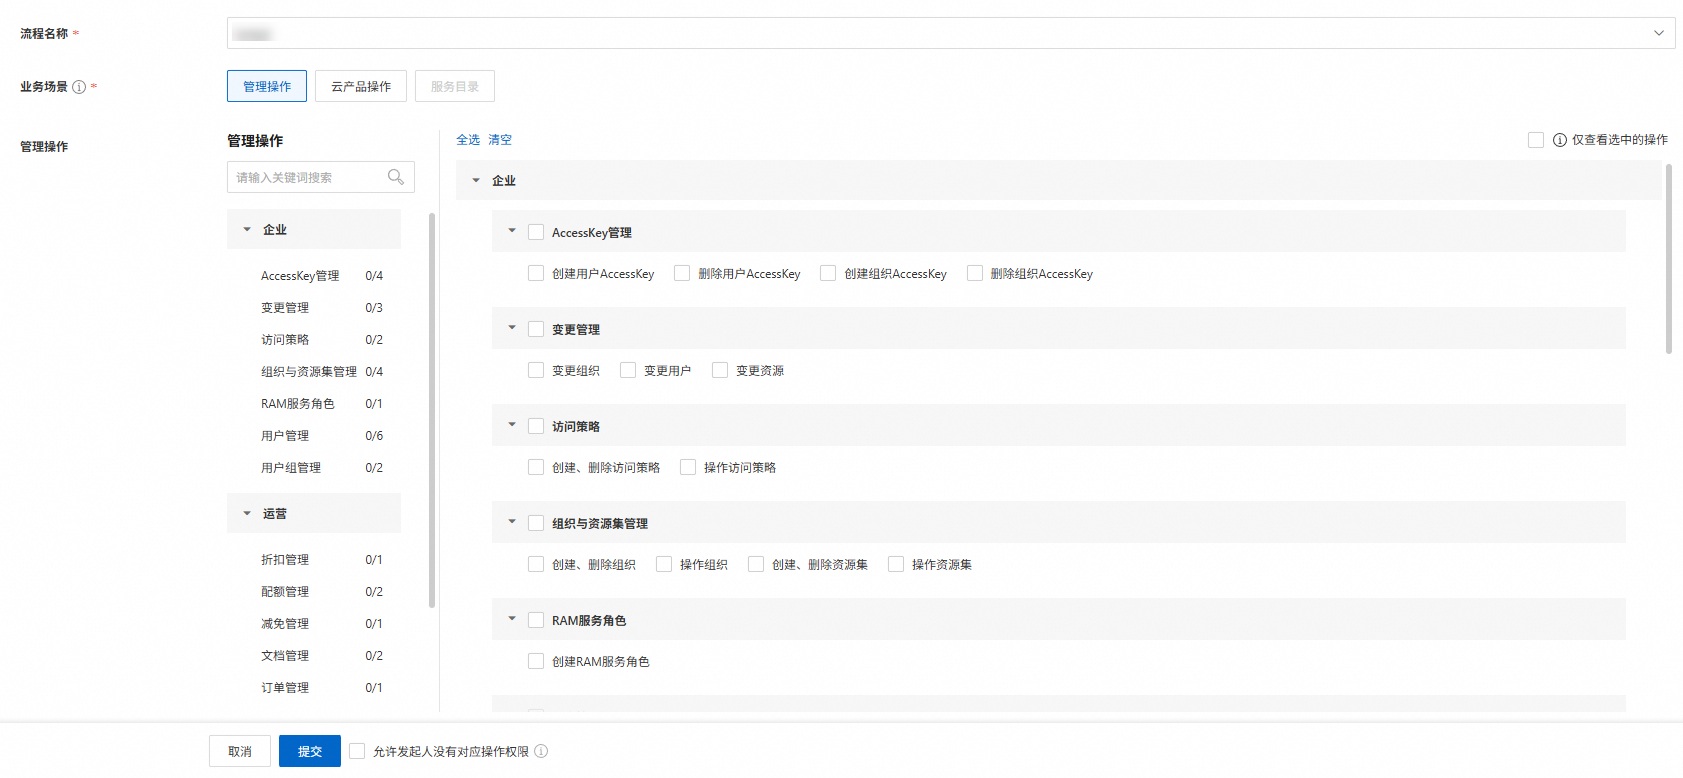 流程名称 *
业务场景 *
管理操作 云产品操作 服务目录
管理操作
管理操作
请输入关键词搜索
企业
AccessKey管理 0/4
变更管理 0/3
访问策略 0/2
组织与资源集管理 0/4
RAM服务角色 0/1
用户管理 0/6
用户组管理 0/2
运营
折扣管理 0/1
配额管理 0/2
减免管理 0/1
文档管理 0/2
订单管理 0/1
全选 清空
仅查看选中的操作
企业
AccessKey管理
创建用户AccessKey 删除用户AccessKey 创建组织AccessKey 删除组织AccessKey
变更管理
变更组织 变更用户 变更资源
访问策略
创建、删除访问策略 操作访问策略
组织与资源集管理
创建、删除组织 操作组织 创建、删除资源集 操作资源集
RAM服务角色
创建RAM服务角色
取消 提交 允许发起人没有对应操作权限